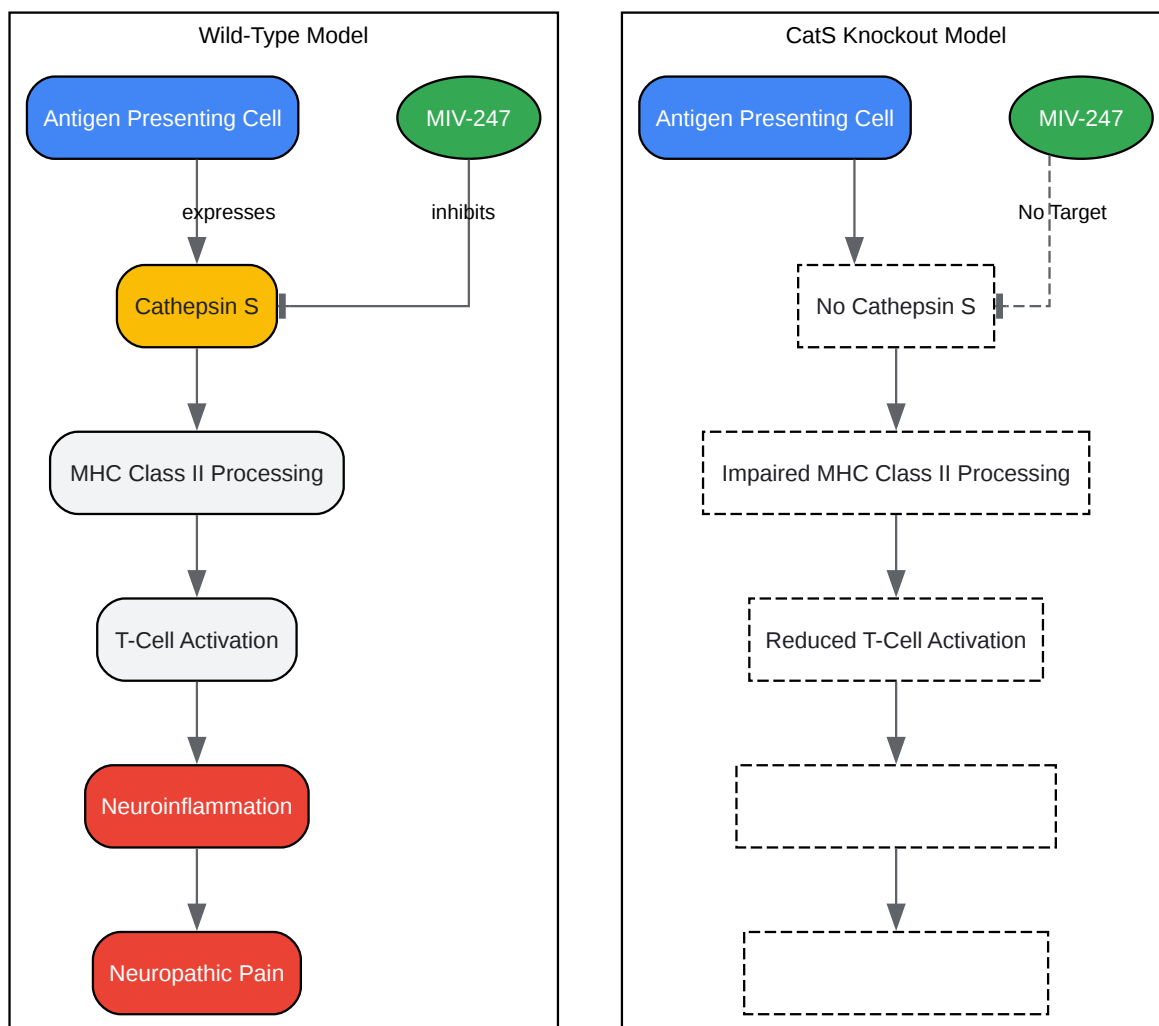 Wild-Type Model
Antigen Presenting Cell
MIV-247
expresses
inhibits
Cathepsin S
MHC Class II Processing
T-Cell Activation
Neuroinflammation
Neuropathic Pain
CatS Knockout Model
Antigen Presenting Cell
MIV-247
No Target
No Cathepsin S
Impaired MHC Class II Processing
Reduced T-Cell Activation